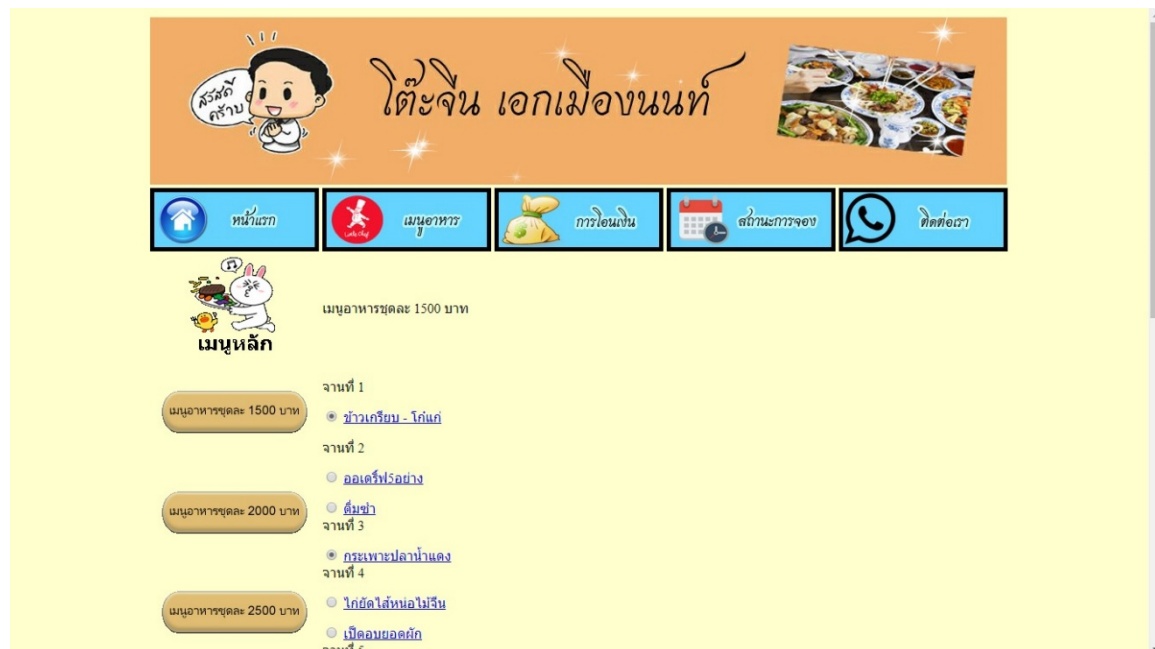 สวัสดี
คร้าบ
โต๊ะจีน เอกเมืองนนท์
หน้าแรก
เมนูอาหาร
การโอนเงิน
สถานะการจอง
ติดต่อเรา
เมนูหลัก
เมนูอาหารชุดละ 1500 บาท
เมนูอาหารชุดละ 1500 บาท
เมนูอาหารชุดละ 2000 บาท
เมนูอาหารชุดละ 2500 บาท
จานที่ 1
ข้าวเกรียบ - โก๋แก่
จานที่ 2
ออเดริ์ฟ5อย่าง
ติ่มซำ
จานที่ 3
กระเพาะปลาน้ำแดง
จานที่ 4
ไก่ยัดไส้หน่อไม้จีน
เป็ดอบยอดผัก